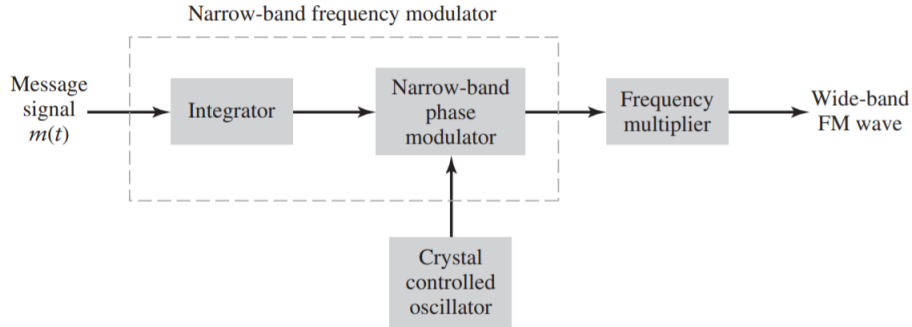 Narrow-band frequency modulator
Message
signal
m(t)
Integrator
Narrow-band
phase
modulator
Frequency
multiplier
Wide-band
FM wave
Crystal
controlled
oscillator